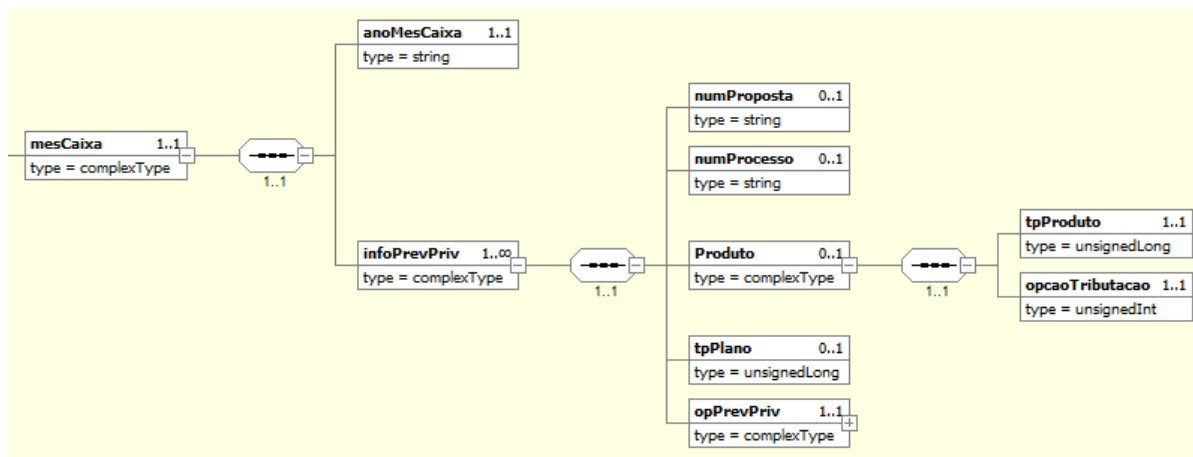 anoMesCaixa 1..1
type = string
mesCaixa 1..1
type = complexType
1..1
infoPrevPriv 1..∞
type = complexType
1..1
numProposta 0..1
type = string
numProcesso 0..1
type = string
Produto 0..1
type = complexType
1..1
tpProduto 1..1
type = unsignedLong
opcaoTributacao 1..1
type = unsignedInt
tpPlano 0..1
type = unsignedLong
opPrevPriv 1..1
type = complexType